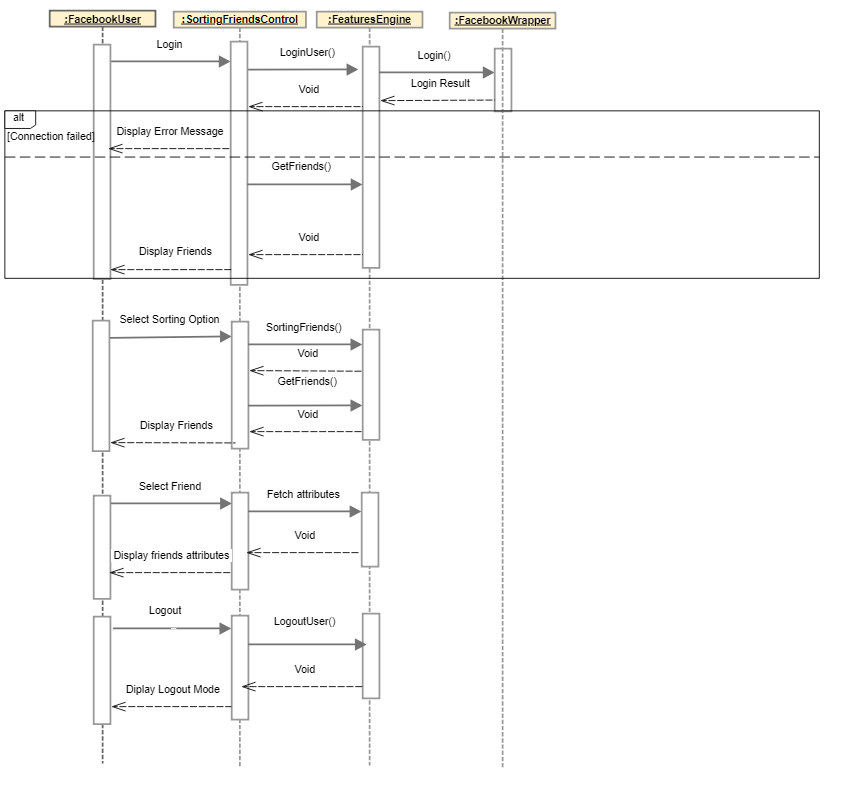 :FacebookUser
:SortingFriendsControl
:FeaturesEngine
:FacebookWrapper
Login
LoginUser()
Login()
Login Result
Void
alt
[Connection failed]
Display Error Message
GetFriends()
Void
Display Friends
Select Sorting Option
SortingFriends()
Void
GetFriends()
Void
Display Friends
Select Friend
Fetch attributes
Void
Display friends attributes
Logout
LogoutUser()
Void
Diplay Logout Mode